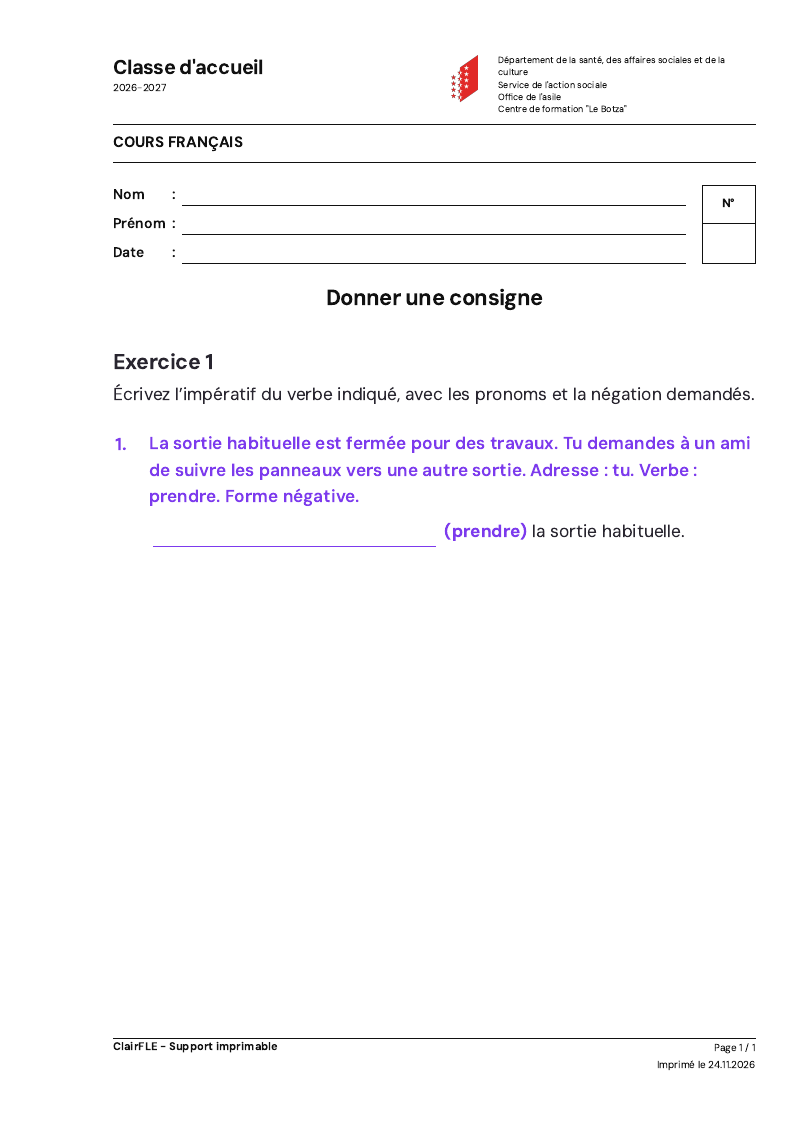 Classe d'accueil
2026-2027
Département de la santé, des affaires sociales et de la
culture
Service de l'action sociale
Office de l'asile
Centre de formation "Le Botza"
COURS FRANÇAIS
Nom :
Prénom :
Date :
N°
Donner une consigne
Exercice 1
Écrivez l’impératif du verbe indiqué, avec les pronoms et la négation demandés.
1. La sortie habituelle est fermée pour des travaux. Tu demandes à un ami
de suivre les panneaux vers une autre sortie. Adresse : tu. Verbe :
prendre. Forme négative.
(prendre) la sortie habituelle.
ClairFLE - Support imprimable
Page 1 / 1
Imprimé le 24.11.2026